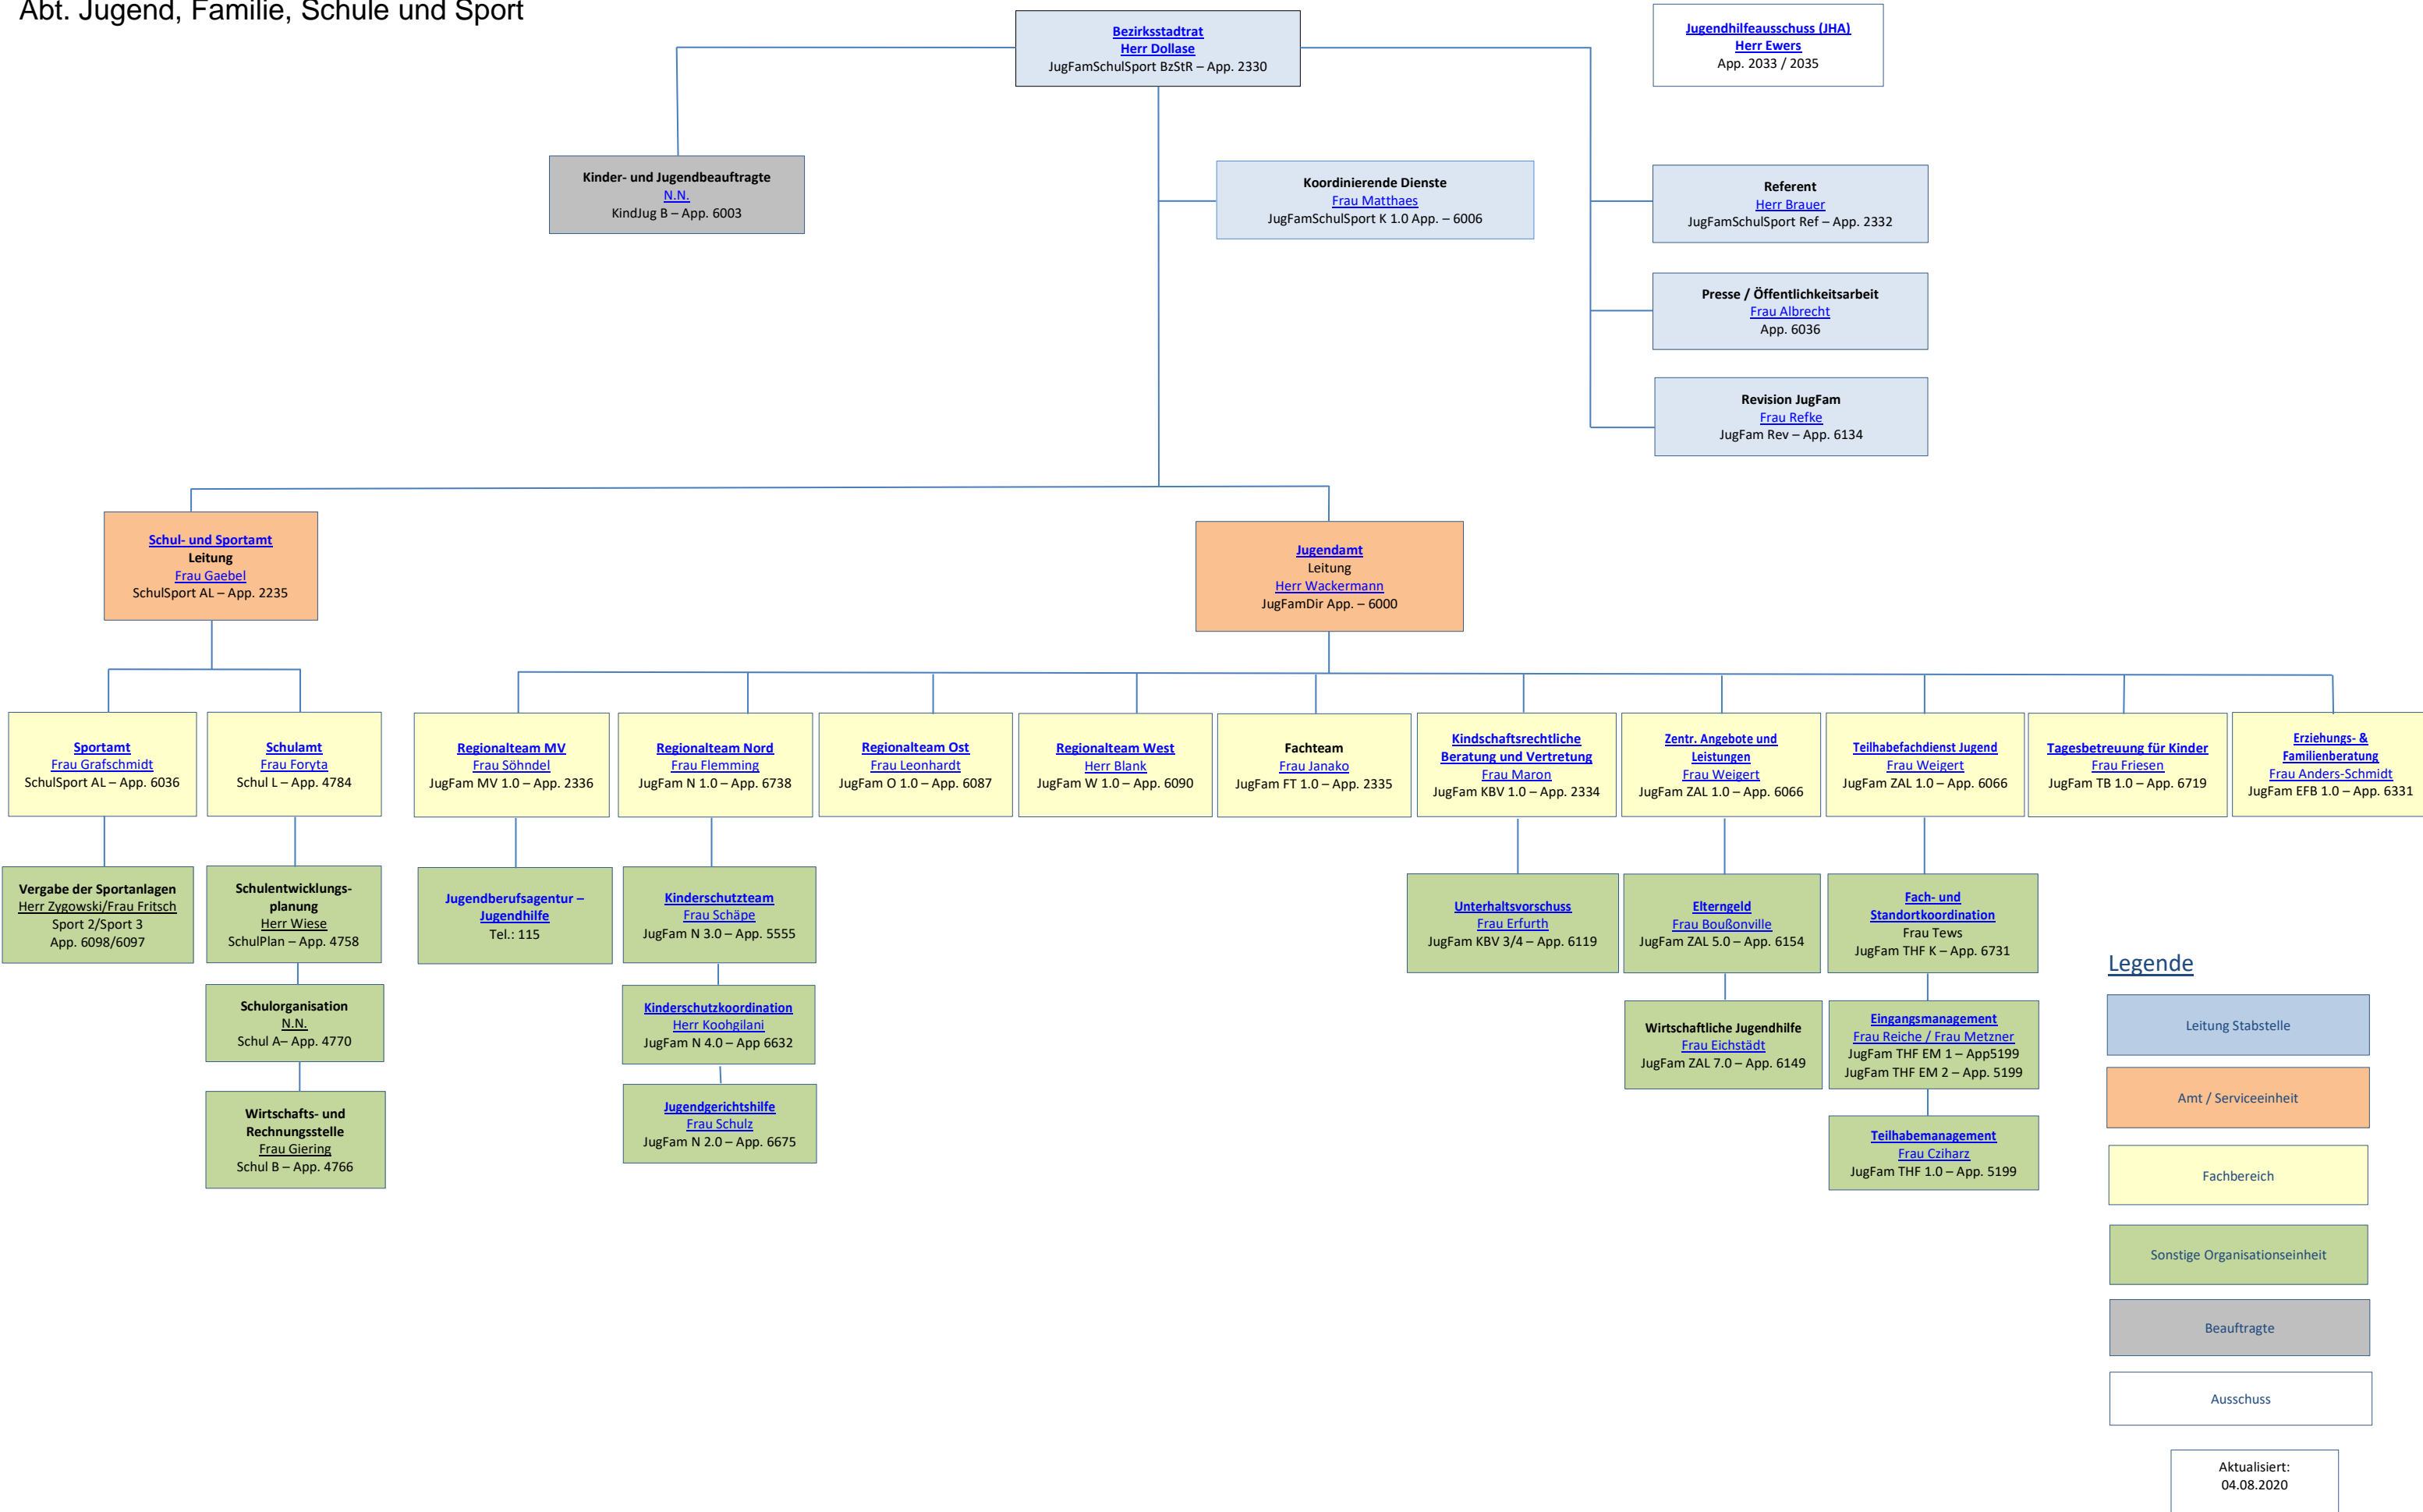 Abt. Jugend, Familie, Schule und Sport
Bezirksstadtrat
Herr Dollase
JugFamSchulSport BzStR – App. 2330
Jugendhilfeausschuss (JHA)
Herr Ewers
App. 2033 / 2035
Kinder- und Jugendbeauftragte
N.N.
KindJug B – App. 6003
Koordinierende Dienste
Frau Matthaes
JugFamSchulSport K 1.0 App. – 6006
Referent
Herr Brauer
JugFamSchulSport Ref – App. 2332
Presse / Öffentlichkeitsarbeit
Frau Albrecht
App. 6036
Revision JugFam
Frau Refke
JugFam Rev – App. 6134
Schul- und Sportamt
Leitung
Frau Gaebel
SchulSport AL – App. 2235
Jugendamt
Leitung
Herr Wackermann
JugFamDir App. – 6000
Sportamt
Frau Grafschmidt
SchulSport AL – App. 6036
Schulamt
Frau Foryta
Schul L – App. 4784
Regionalteam MV
Frau Söhndel
JugFam MV 1.0 – App. 2336
Regionalteam Nord
Frau Flemming
JugFam N 1.0 – App. 6738
Regionalteam Ost
Frau Leonhardt
JugFam O 1.0 – App. 6087
Regionalteam West
Herr Blank
JugFam W 1.0 – App. 6090
Fachteam
Frau Janako
JugFam FT 1.0 – App. 2335
Kindschaftsrechtliche
Beratung und Vertretung
Frau Maron
JugFam KBV 1.0 – App. 2334
Zentr. Angebote und
Leistungen
Frau Weigert
JugFam ZAL 1.0 – App. 6066
Teilhabefachdienst Jugend
Frau Weigert
JugFam ZAL 1.0 – App. 6066
Tagesbetreuung für Kinder
Frau Friesen
JugFam TB 1.0 – App. 6719
Erziehungs- &
Familienberatung
Frau Anders-Schmidt
JugFam EFB 1.0 – App. 6331
Vergabe der Sportanlagen
Herr Zygowski/Frau Fritsch
Sport 2/Sport 3
App. 6098/6097
Schulentwicklungs-
planung
Herr Wiese
SchulPlan – App. 4758
Jugendberufsagentur –
Jugendhilfe
Tel.: 115
Kinderschutzteam
Frau Schäpe
JugFam N 3.0 – App. 5555
Unterhaltsvorschuss
Frau Erfurth
JugFam KBV 3/4 – App. 6119
Elterngeld
Frau Boußonville
JugFam ZAL 5.0 – App. 6154
Fach- und
Standortkoordination
Frau Tews
JugFam THF K – App. 6731
Schulorganisation
N.N.
Schul A– App. 4770
Kinderschutzkoordination
Herr Koohgilani
JugFam N 4.0 – App 6632
Wirtschaftliche Jugendhilfe
Frau Eichstädt
JugFam ZAL 7.0 – App. 6149
Eingangsmanagement
Frau Reiche / Frau Metzner
JugFam THF EM 1 – App5199
JugFam THF EM 2 – App. 5199
Wirtschafts- und
Rechnungsstelle
Frau Giering
Schul B – App. 4766
Jugendgerichtshilfe
Frau Schulz
JugFam N 2.0 – App. 6675
Teilhabemanagement
Frau Cziharz
JugFam THF 1.0 – App. 5199
Legende
Leitung Stabstelle
Amt / Serviceeinheit
Fachbereich
Sonstige Organisationseinheit
Beauftragte
Ausschuss
Aktualisiert:
04.08.2020